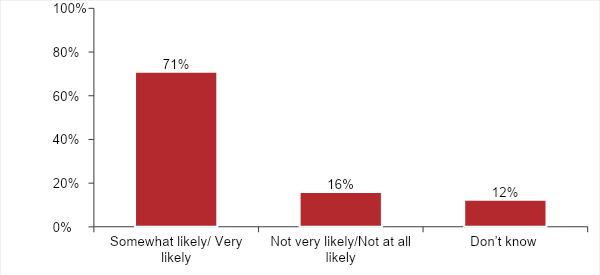 100%
80%
60%
40%
20%
0%
71%
16%
12%
Somewhat likely/ Very
likely
Not very likely/Not at all
likely
Don’t know